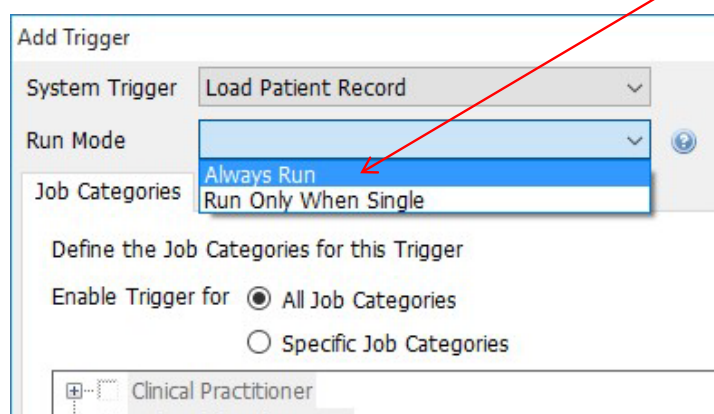 Add Trigger
System Trigger Load Patient Record
Run Mode
Always Run
Job Categories
Run Only When Single
Define the Job Categories for this Trigger
Enable Trigger for All Job Categories
Specific Job Categories
Clinical Practitioner